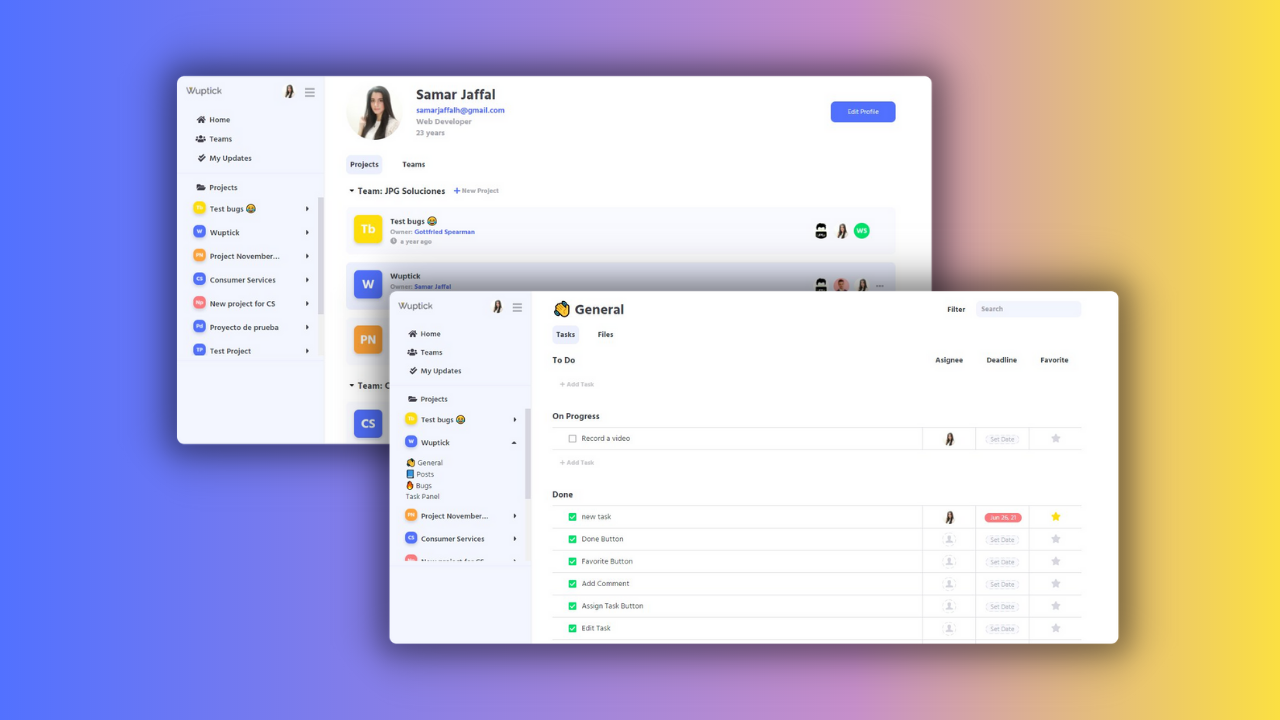 Wuptick
Home
Teams
My Updates
Projects
Tb Test bugs 😂
W Wuptick
PN Project November...
CS Consumer Services
Np New project for CS
Pd Proyecto de prueba
TP Test Project
Samar Jaffal
samarjaffalh@gmail.com
Web Developer
23 years
Edit Profile
Projects Teams
Team: JPG Soluciones + New Project
Tb
Test bugs 😂
Owner: Gottfried Spearman
a year ago
WS
W
Wuptick
Owner: Samar Jaffal
PN
Team: C
CS
Wuptick
Home
Teams
My Updates
Projects
Tb Test bugs 😂
W Wuptick
👋 General
📘 Posts
🔥 Bugs
Task Panel
PN Project November...
CS Consumer Services
New project for CS
👋 General
Filter Search
Tasks Files
To Do Asignee Deadline Favorite
+ Add Task
On Progress
Record a video Set Date
+ Add Task
Done
new task Jun 26, 21
Done Button Set Date
Favorite Button Set Date
Add Comment Set Date
Assign Task Button Set Date
Edit Task Set Date